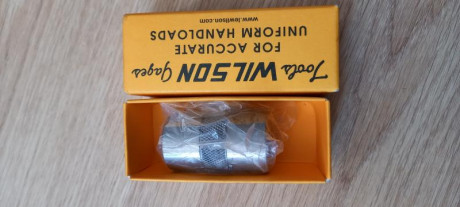 Tools WILSON Gages
FOR ACCURATE
UNIFORM HANDLOADS
www.lewilson.com